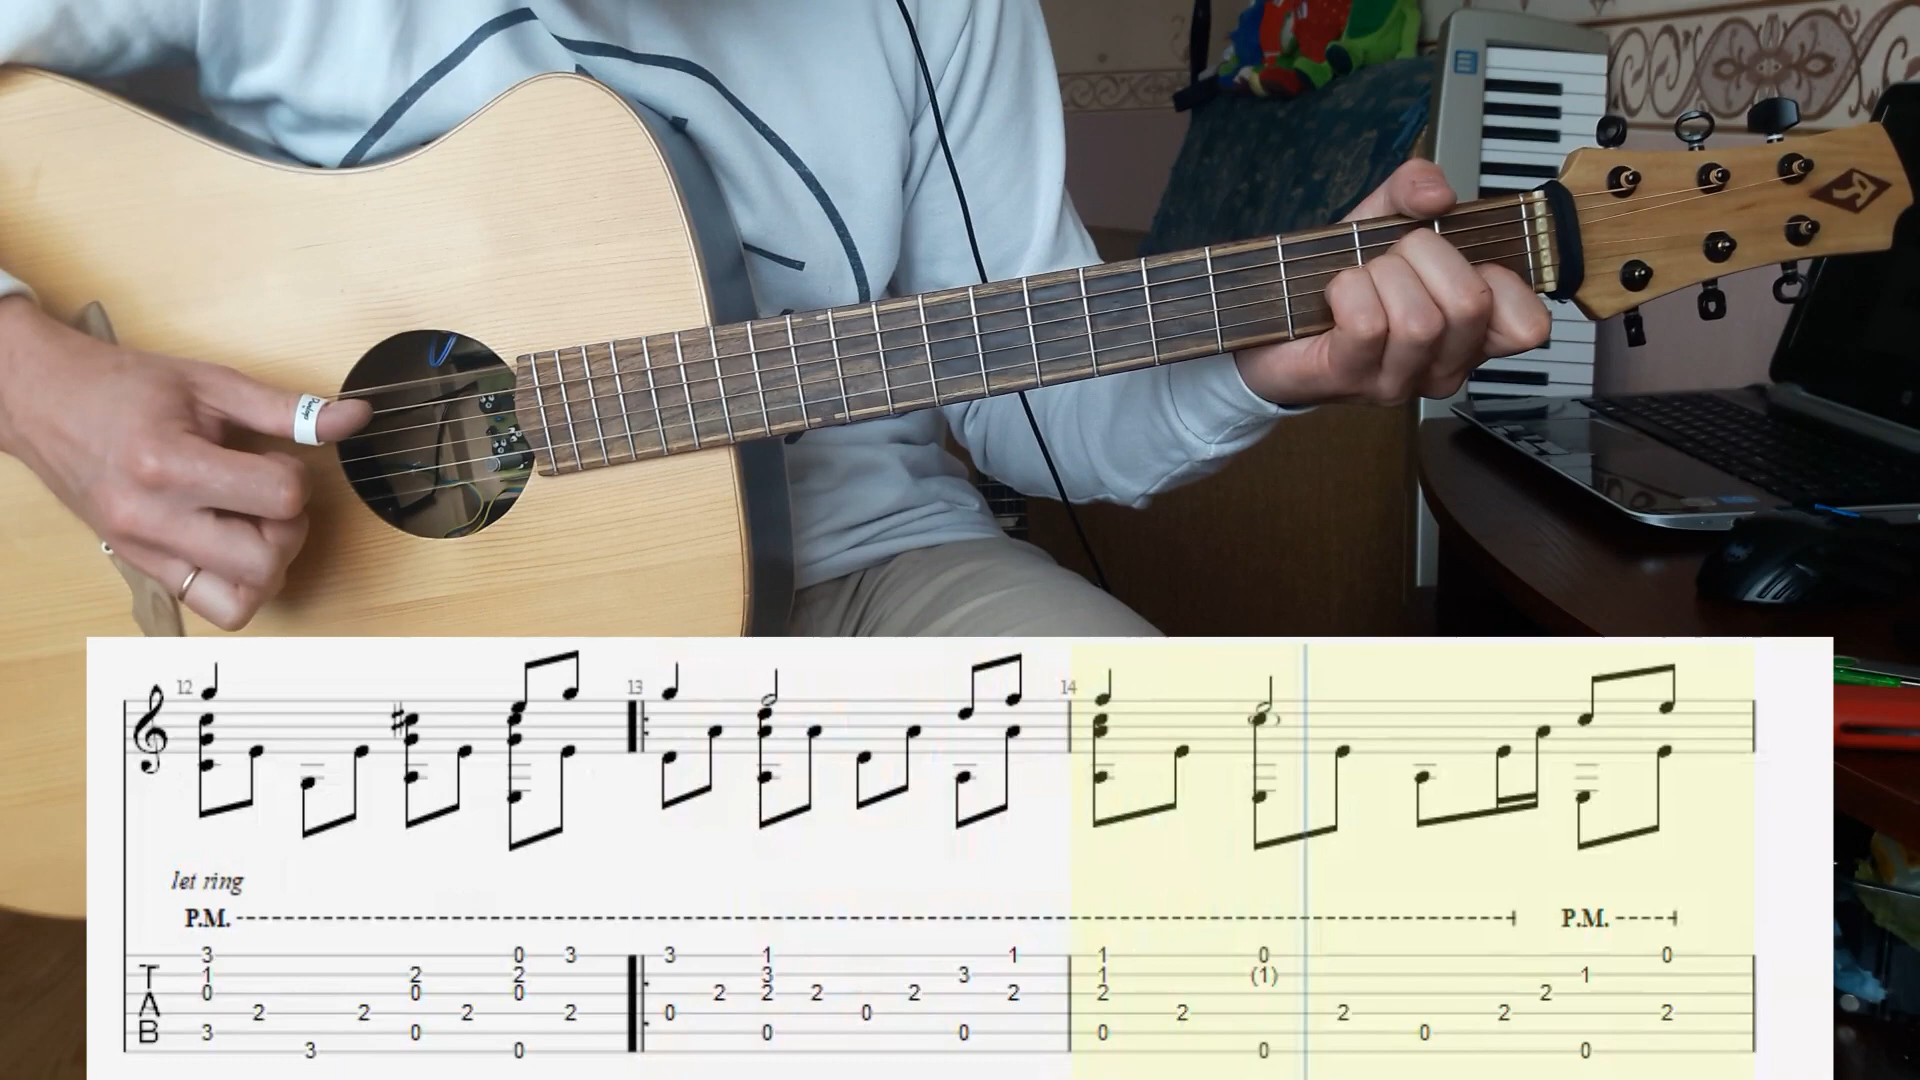 12 13 14
let ring
P.M. P.M.
3 0 3 3 1 1 1 0 0
T 1 2 2 3 3 1 (1) 1
0 0 0 2 2 2 2 2 2 2
A 2 2 2 2 0 0 2 2 2 2
B 3 0 0 0 0 0
3 0 0 0